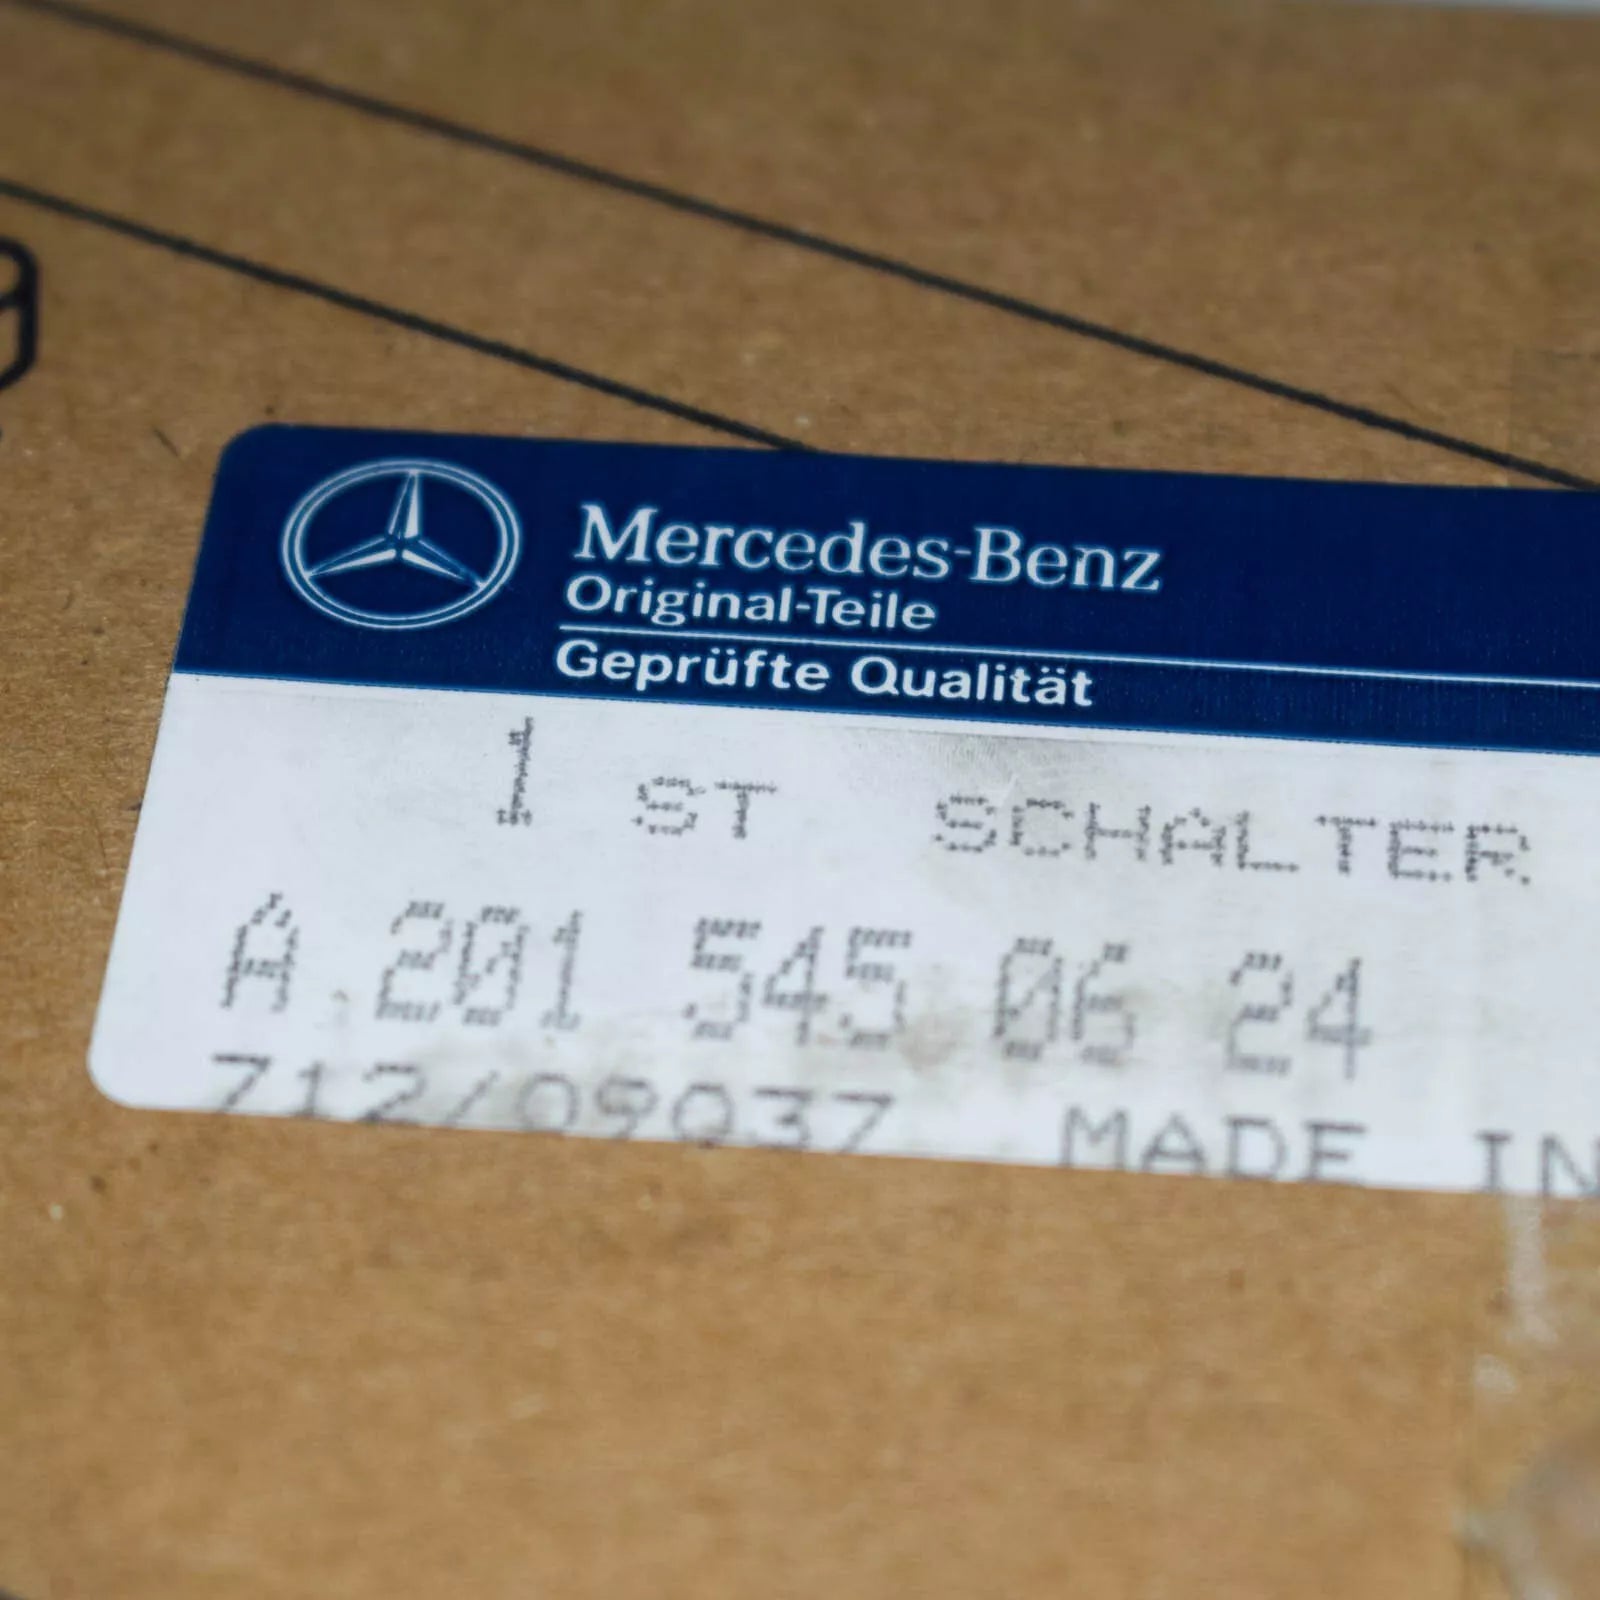 Mercedes-Benz
Original-Teile
Geprüfte Qualität
1 ST SCHALTER
A 201 545 06 24
712/09037 MADE IN